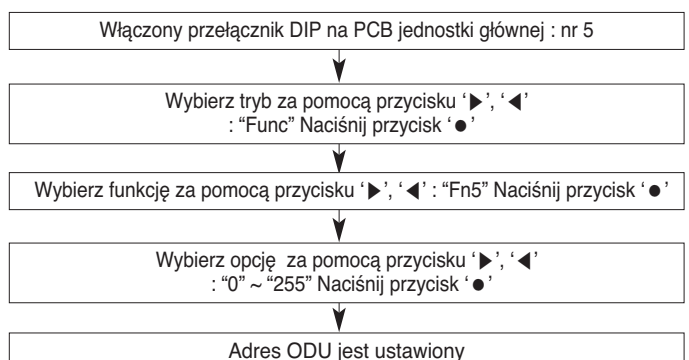 Włączony przełącznik DIP na PCB jednostki głównej : nr 5
Wybierz tryb za pomocą przycisku ‘▶’, ‘◀’
: “Func” Naciśnij przycisk ‘●’
Wybierz funkcję za pomocą przycisku ‘▶’, ‘◀’ : “Fn5” Naciśnij przycisk ‘●’
Wybierz opcję za pomocą przycisku ‘▶’, ‘◀’
: “0” ~ “255” Naciśnij przycisk ‘●’
Adres ODU jest ustawiony